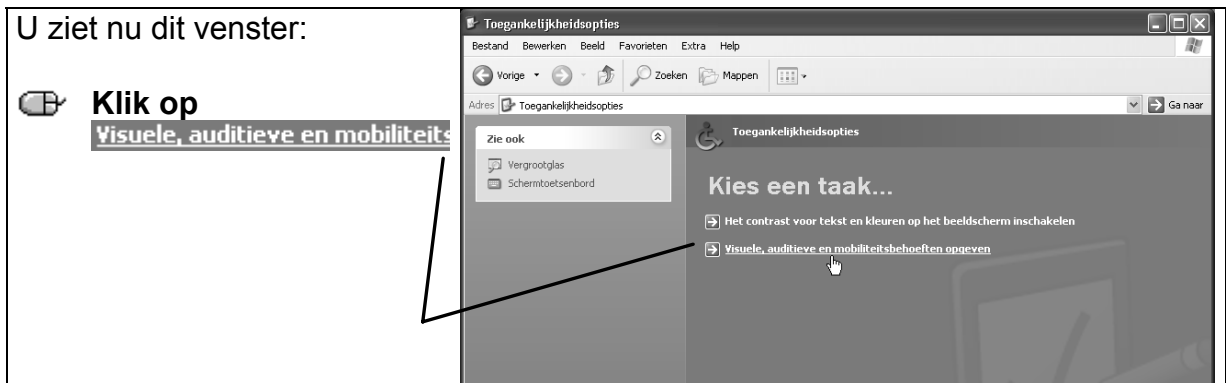 U ziet nu dit venster:
Klik op
Visuele, auditieve en mobiliteits
Toegankelijkheidsopties
Bestand Bewerken Beeld Favorieten Extra Help
Vorige Zoeken Mappen
Adres Toegankelijkheidsopties Ga naar
Zie ook
Vergrootglas
Schermtoetsenbord
Toegankelijkheidsopties
Kies een taak...
Het contrast voor tekst en kleuren op het beeldscherm inschakelen
Visuele, auditieve en mobiliteitsbehoeften opgeven